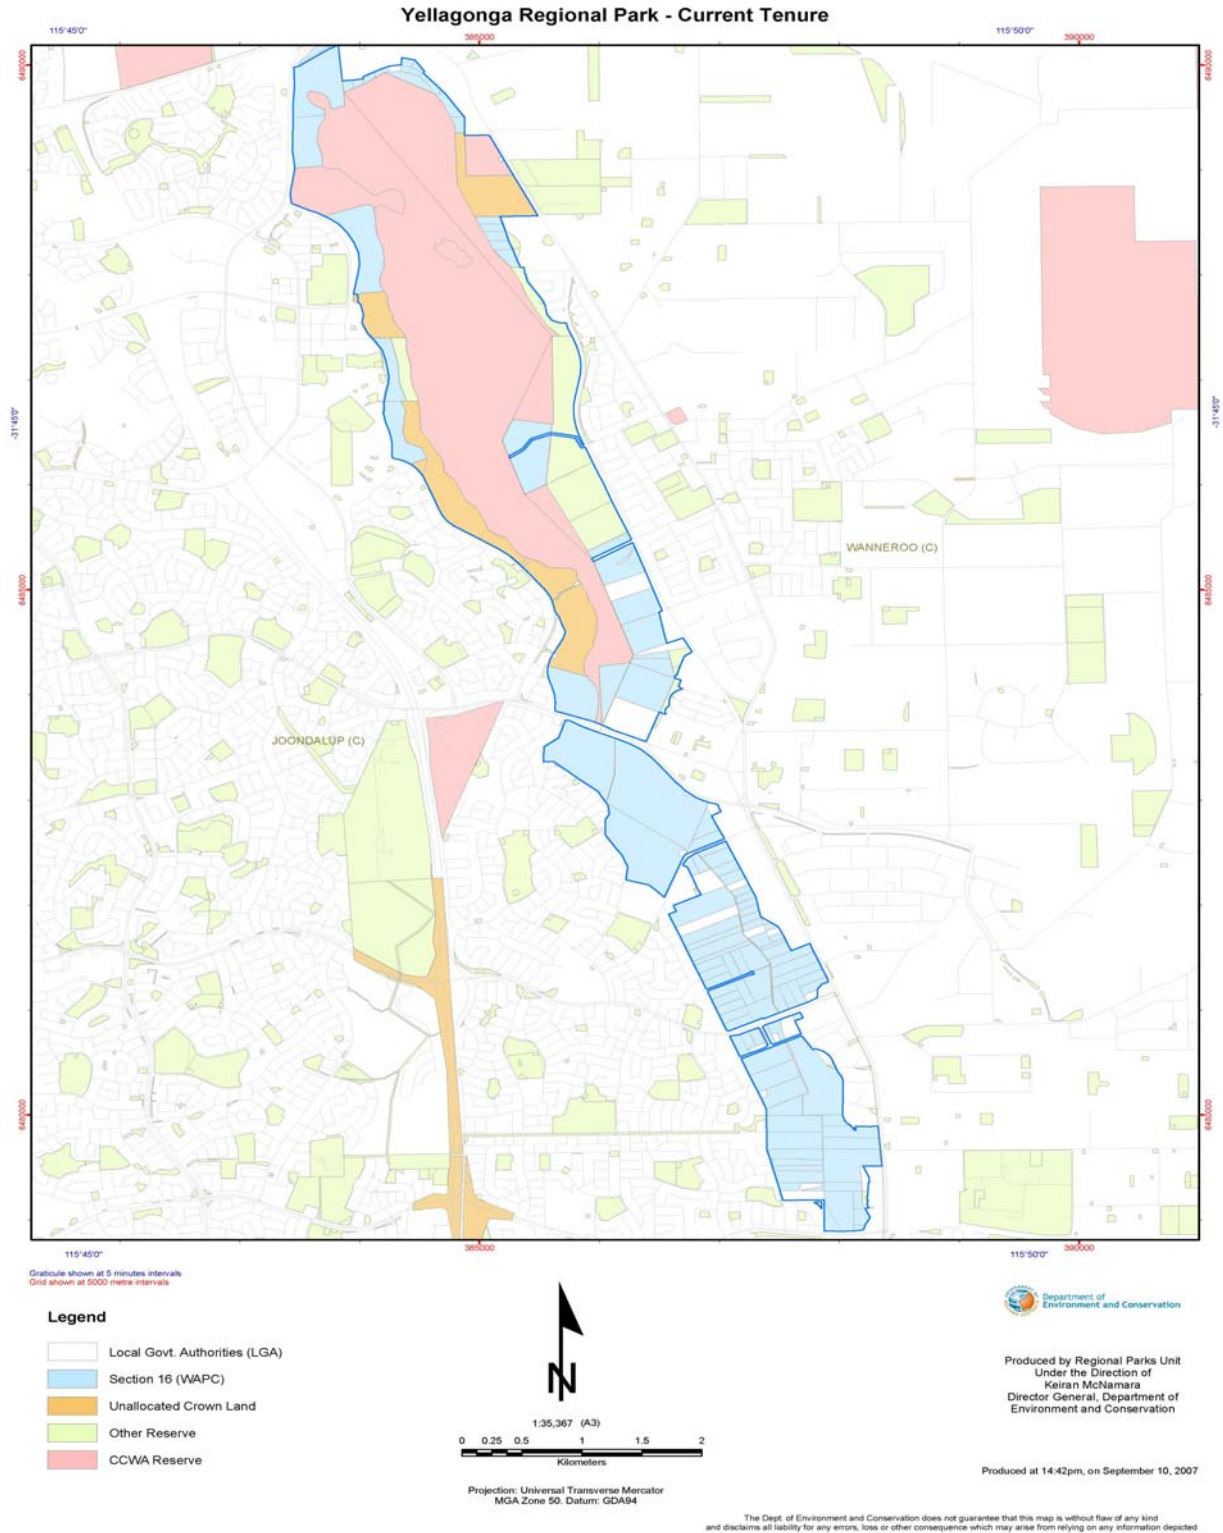 Yellagonga Regional Park - Current Tenure
115°45'0"
385000
115°50'0"
390000
6490000
6490000
-31°45'0"
-31°45'0"
WANNEROO (C)
6485000
6485000
JOONDALUP (C)
6480000
6480000
115°45'0"
385000
115°50'0"
390000
Graticule shown at 5 minutes intervals
Grid shown at 5000 metre intervals
Legend
Local Govt. Authorities (LGA)
Section 16 (WAPC)
Unallocated Crown Land
Other Reserve
CCWA Reserve
N
1:35,367 (A3)
0 0.25 0.5 1 1.5 2
Kilometers
Projection: Universal Transverse Mercator
MGA Zone 50. Datum: GDA94
Department of
Environment and Conservation
Produced by Regional Parks Unit
Under the Direction of
Keiran McNamara
Director General, Department of
Environment and Conservation
Produced at 14:42pm, on September 10, 2007
The Dept. of Environment and Conservation does not guarantee that this map is without flaw of any kind
and disclaims all liability for any errors, loss or other consequence which may arise from relying on any information depicted